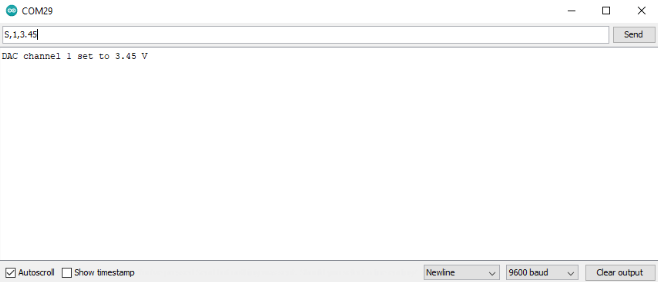 COM29
S,1,3.45
Send
DAC channel 1 set to 3.45 V
Autoscroll
Show timestamp
Newline
9600 baud
Clear output